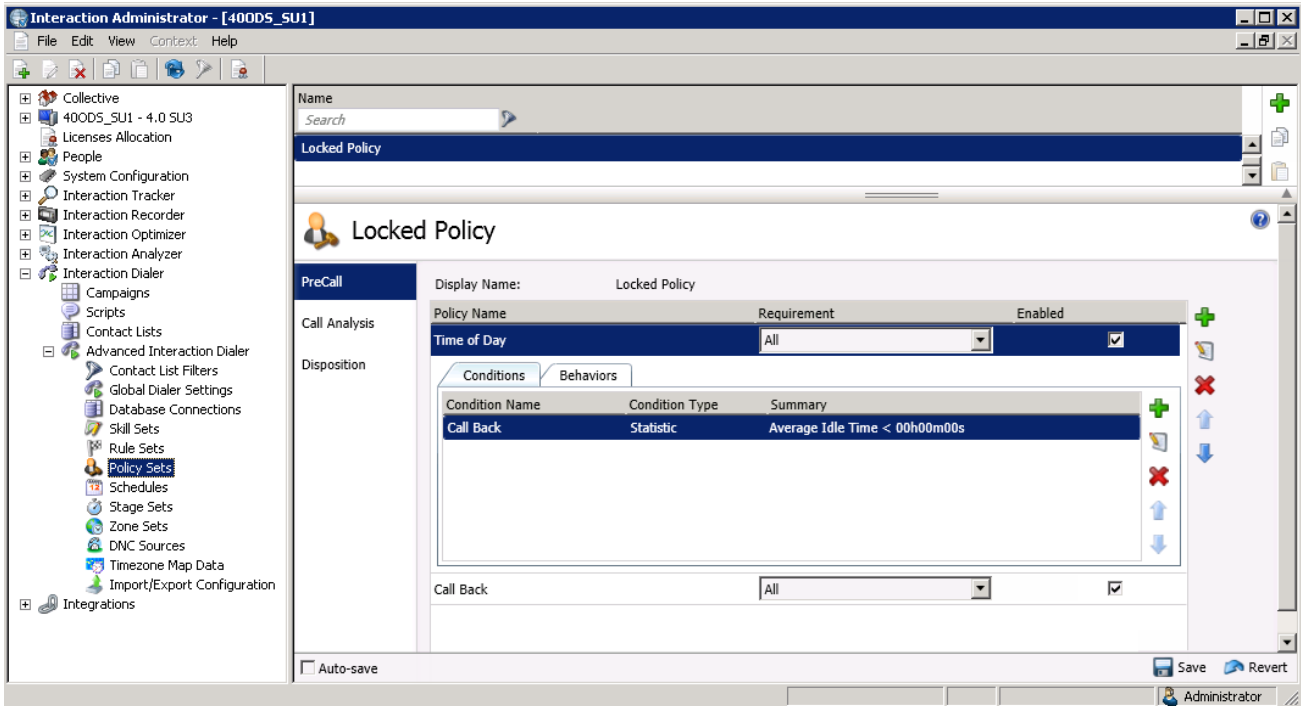 Interaction Administrator - [40ODS_SU1]
File Edit View Context Help
Collective
40ODS_SU1 - 4.0 SU3
Licenses Allocation
People
System Configuration
Interaction Tracker
Interaction Recorder
Interaction Optimizer
Interaction Analyzer
Interaction Dialer
Campaigns
Scripts
Contact Lists
Advanced Interaction Dialer
Contact List Filters
Global Dialer Settings
Database Connections
Skill Sets
Rule Sets
Policy Sets
12 Schedules
Stage Sets
Zone Sets
DNC Sources
Timezone Map Data
Import/Export Configuration
Integrations
Name
Search
Locked Policy
Locked Policy
PreCall
Call Analysis
Disposition
Display Name: Locked Policy
Policy Name Requirement Enabled
Time of Day All
Conditions Behaviors
Condition Name Condition Type Summary
Call Back Statistic Average Idle Time < 00h00m00s
Call Back All
Auto-save Save Revert
Administrator